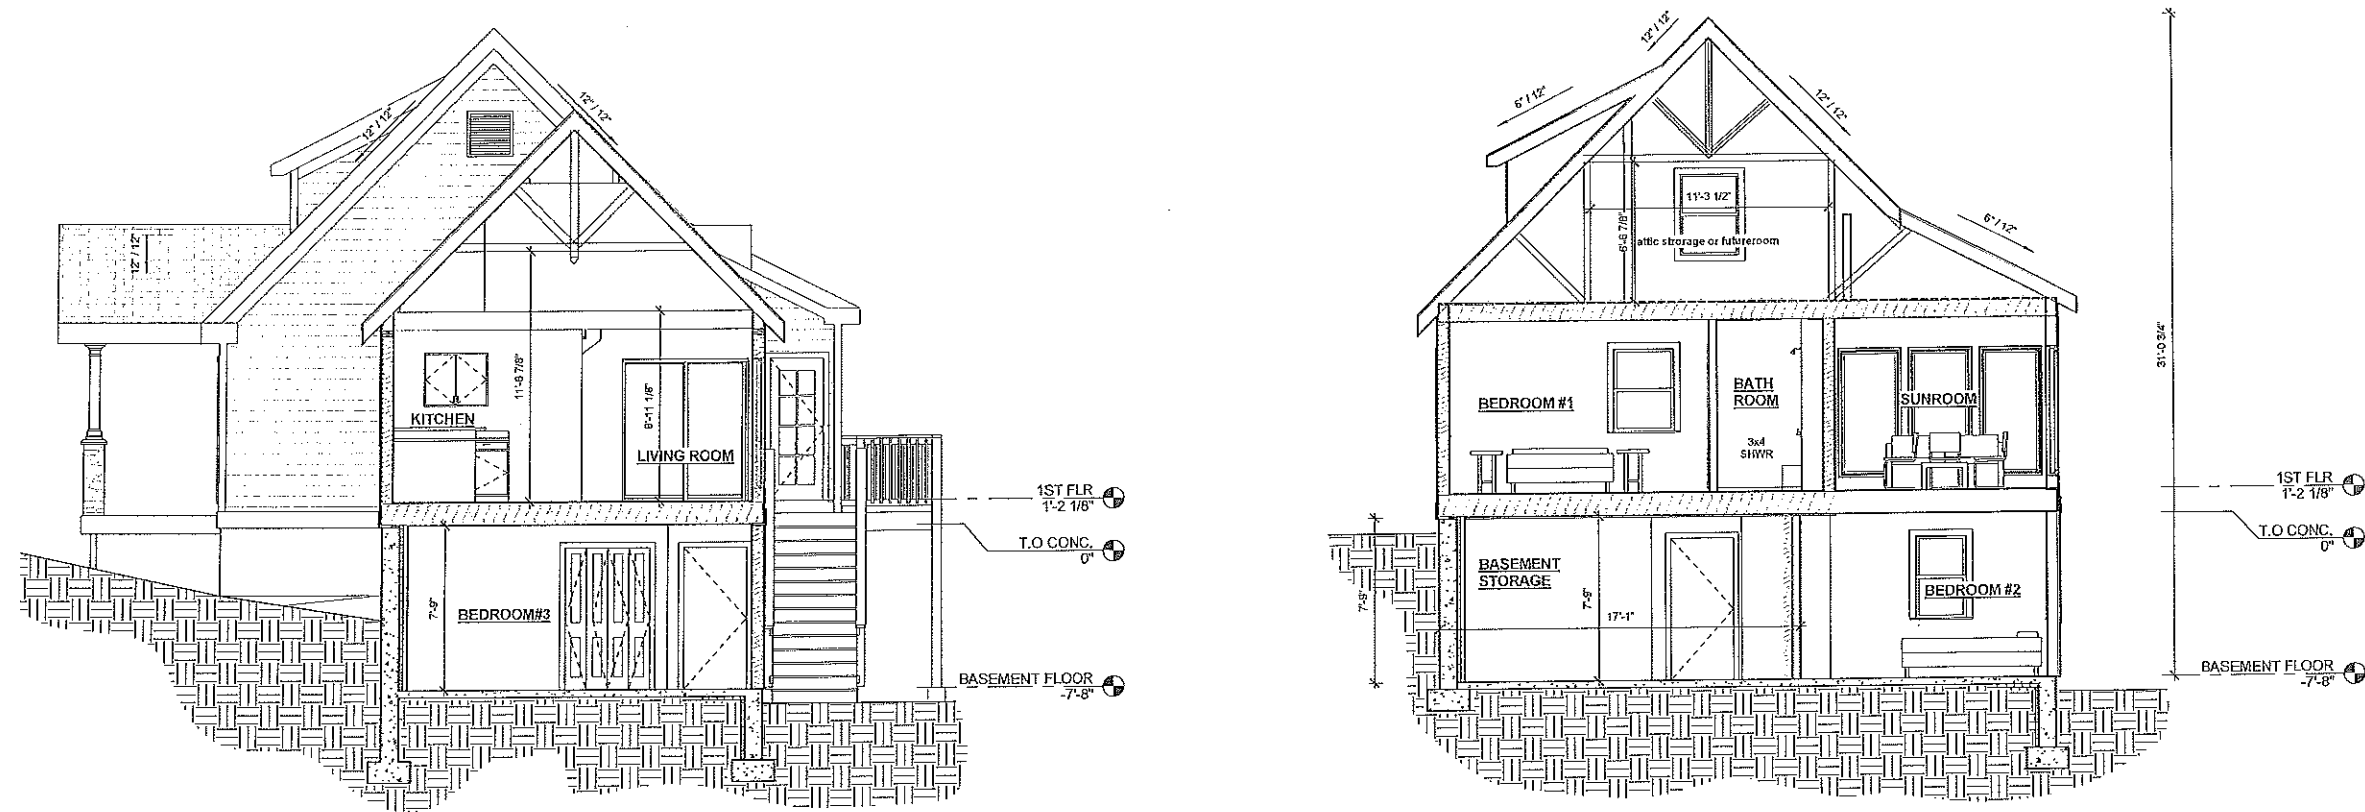 12" / 12"
12" / 12"
12" / 12"
11'-6 7/8"
8'-11 1/8"
KITCHEN
LIVING ROOM
1ST FLR
1'-2 1/8"
T.O CONC.
0"
7'-9"
BEDROOM#3
BASEMENT FLOOR
-7'-8"
12" / 12"
6" / 12"
12" / 12"
11'-3 1/2"
6'-6 7/8"
attic strorage or futureroom
6" / 12"
31'-0 3/4"
BEDROOM #1
BATH
ROOM
SUNROOM
3x4
SHWR
1ST FLR
1'-2 1/8"
T.O CONC.
0"
BASEMENT
STORAGE
7'-9"
7'-9"
17'-1"
BEDROOM #2
BASEMENT FLOOR
-7'-8"